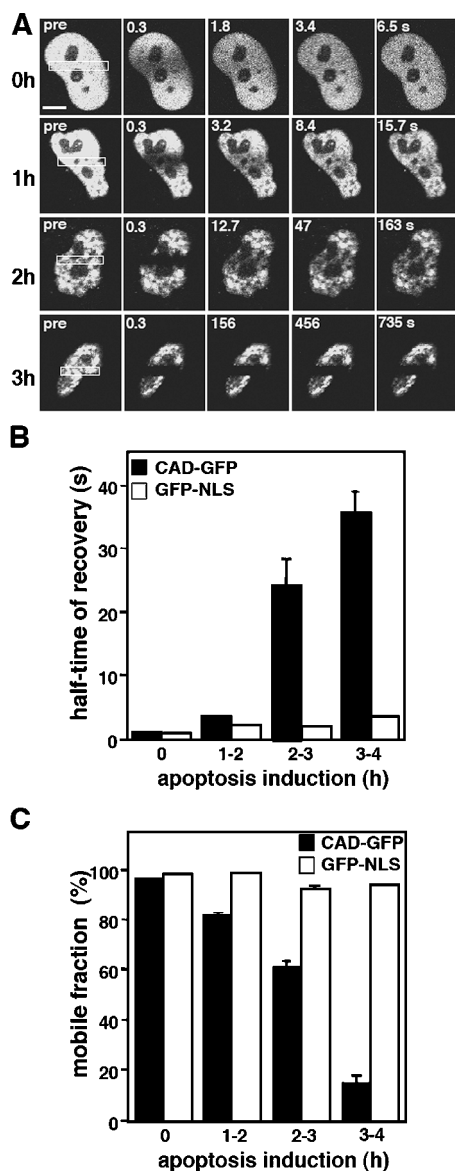 A
0h
pre 0.3 1.8 3.4 6.5 s
1h
pre 0.3 3.2 8.4 15.7 s
2h
pre 0.3 12.7 47 163 s
3h
pre 0.3 156 456 735 s
B
CAD-GFP
GFP-NLS
half-time of recovery (s)
40
30
20
10
0
0 1-2 2-3 3-4
apoptosis induction (h)
C
CAD-GFP
GFP-NLS
mobile fraction (%)
100
80
60
40
20
0
0 1-2 2-3 3-4
apoptosis induction (h)